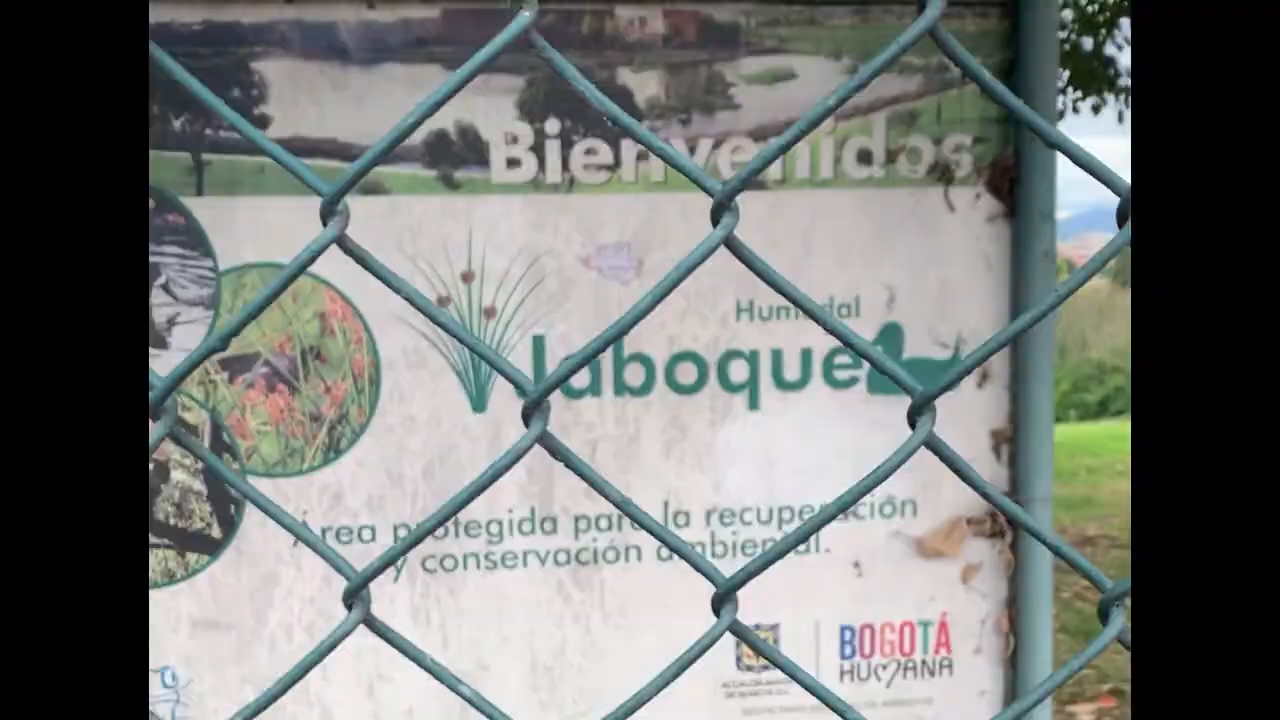 Bienvenidos
Humedal
Jaboque
Área protegida para la recuperación
y conservación ambiental.
BOGOTÁ
HUMANA